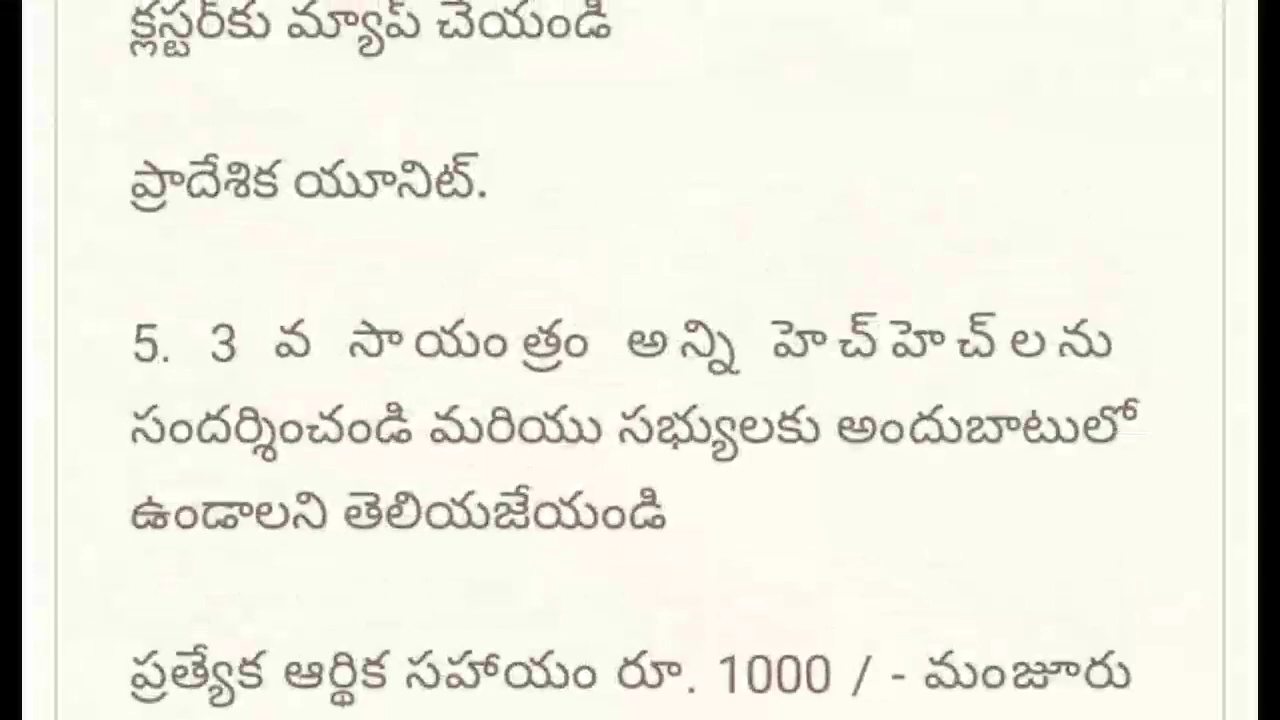 క్లస్టర్‌కు మ్యాప్ చేయండి
ప్రాదేశిక యూనిట్.
5. 3 వ సాయంత్రం అన్ని హెచ్‌హెచ్‌లను
సందర్శించండి మరియు సభ్యులకు అందుబాటులో
ఉండాలని తెలియజేయండి
ప్రత్యేక ఆర్థిక సహాయం రూ. 1000 / - మంజూరు